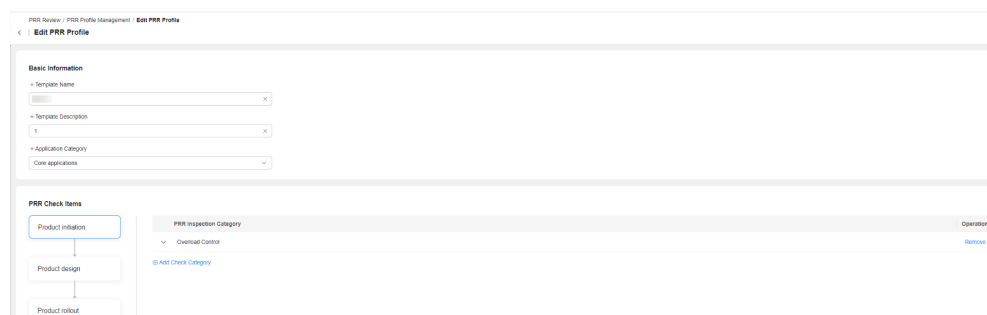 PRR Review / PRR Profile Management / Edit PRR Profile
Edit PRR Profile
Basic Information
* Template Name
* Template Description
1
* Application Category
Core applications
PRR Check Items
Product initiation
PRR Inspection Category
Operation
Overload Control
Remove
Add Check Category
Product design
Product rollout